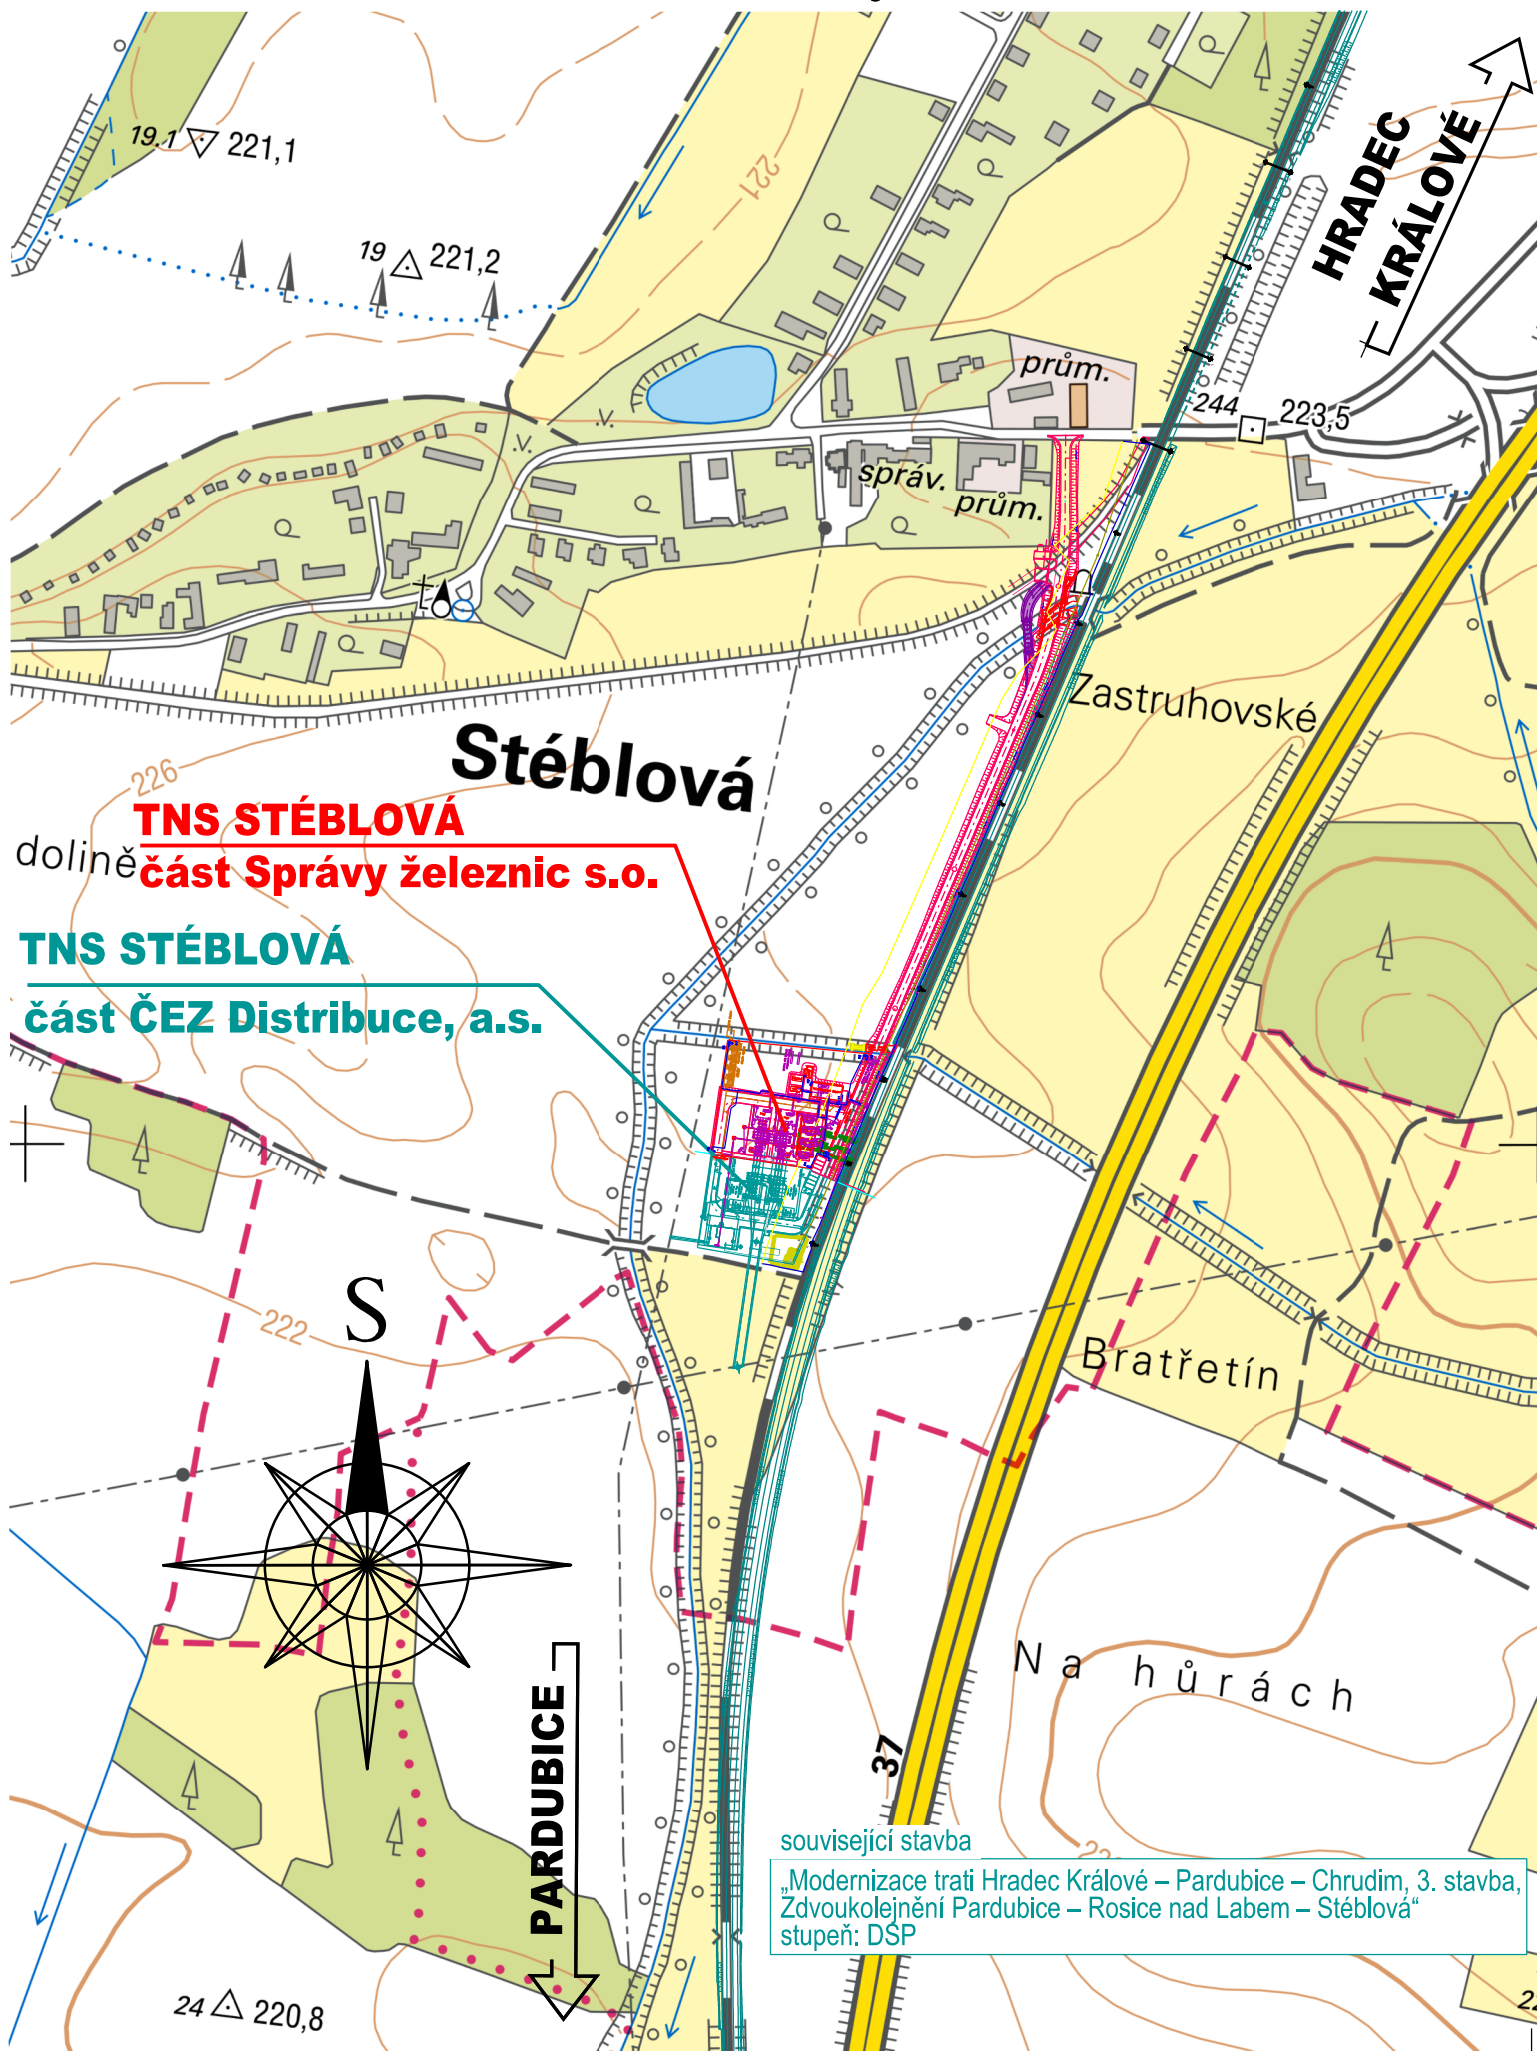 19.1 221,1
19 221,2
221
HRADEC
KRÁLOVÉ
prům.
244 223,5
správ.
prům.
Zastruhovské
Stéblová
226
TNS STÉBLOVÁ
část Správy železnic s.o.
dolině
TNS STÉBLOVÁ
část ČEZ Distribuce, a.s.
S
222
Bratřetín
Na hůrách
PARDUBICE
37
související stavba
„Modernizace trati Hradec Králové – Pardubice – Chrudim, 3. stavba,
Zdvoukolejnění Pardubice – Rosice nad Labem – Stéblová“
stupeň: DSP
24 220,8